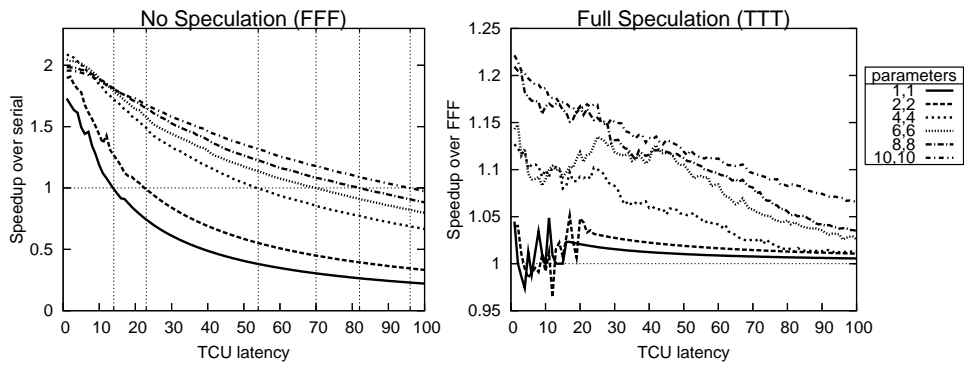 No Speculation (FFF)
Speedup over serial
2
1.5
1
0.5
0
0 10 20 30 40 50 60 70 80 90 100
TCU latency
Full Speculation (TTT)
Speedup over FFF
1.25
1.2
1.15
1.1
1.05
1
0.95
0 10 20 30 40 50 60 70 80 90 100
TCU latency
parameters
1,1
2,2
4,4
6,6
8,8
10,10